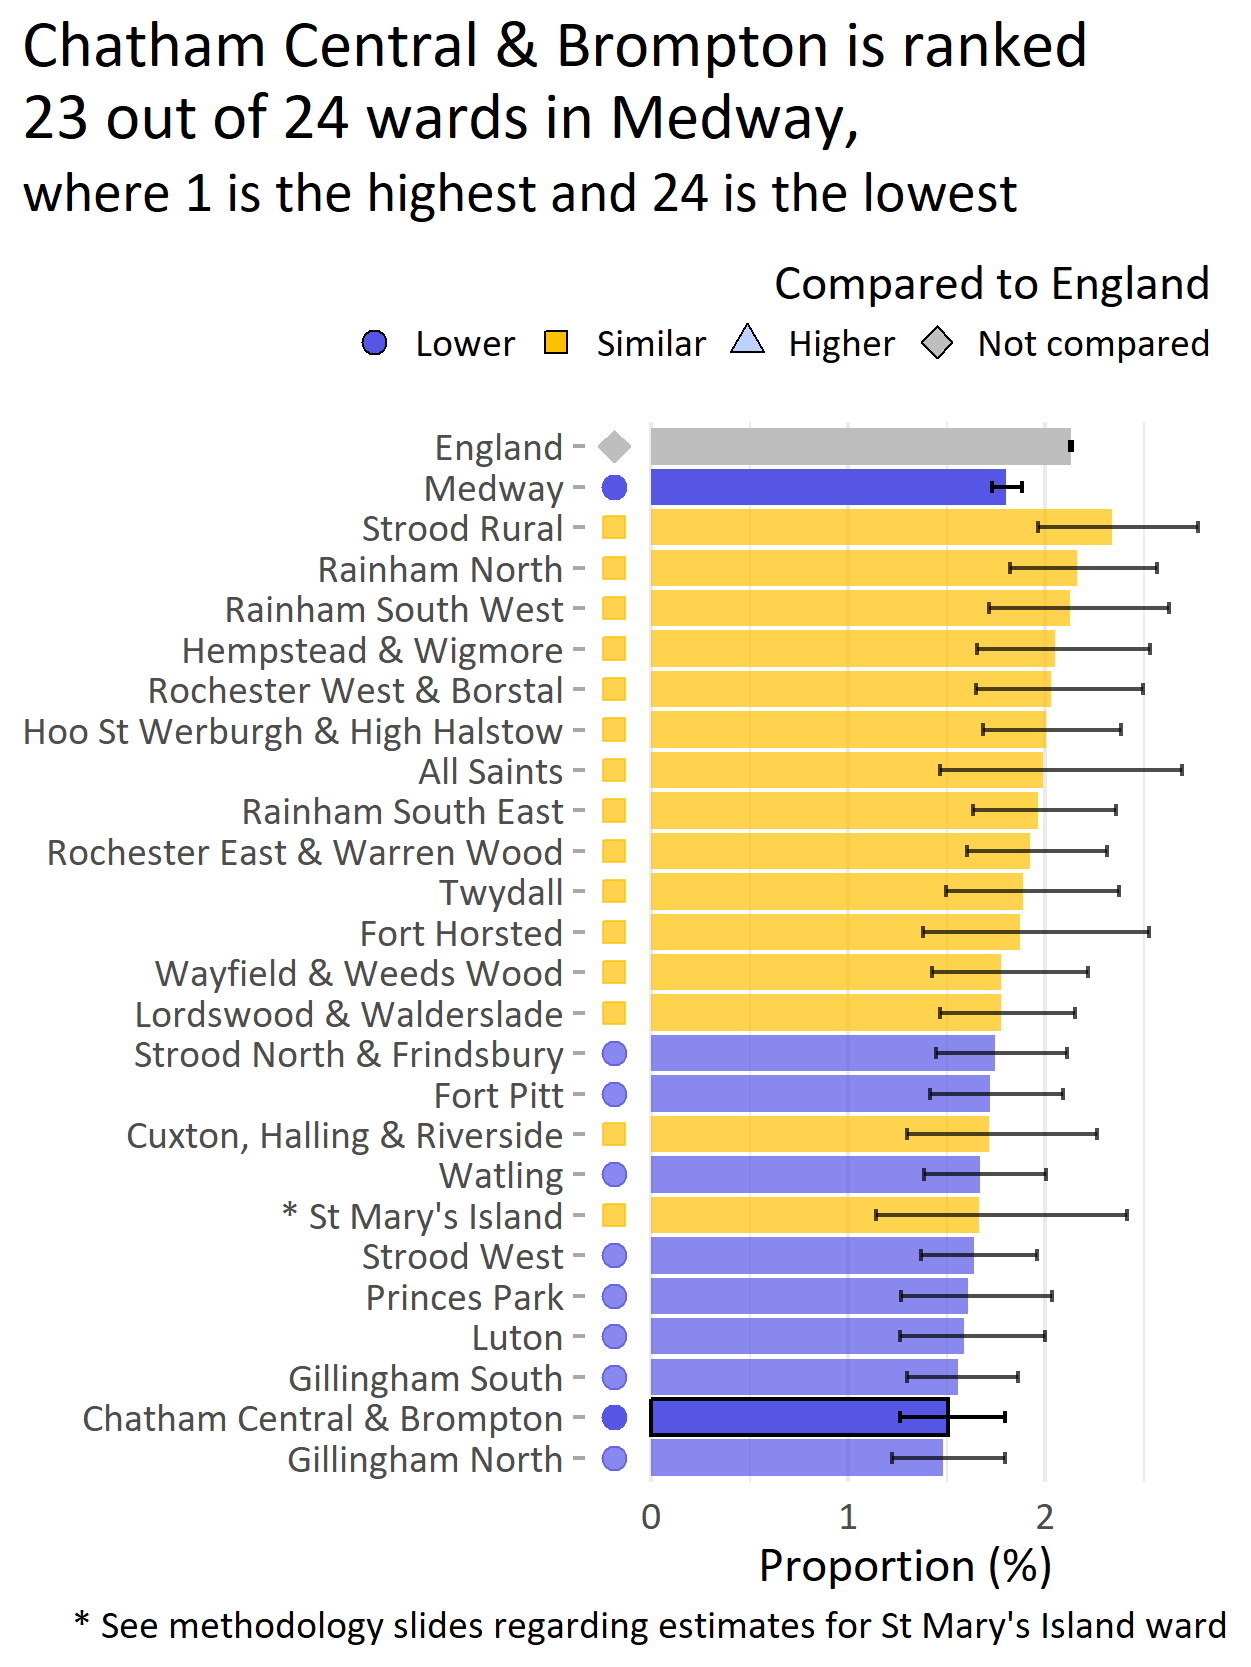 Chatham Central & Brompton is ranked
23 out of 24 wards in Medway,
where 1 is the highest and 24 is the lowest
Compared to England
Lower Similar Higher Not compared
England
Medway
Strood Rural
Rainham North
Rainham South West
Hempstead & Wigmore
Rochester West & Borstal
Hoo St Werburgh & High Halstow
All Saints
Rainham South East
Rochester East & Warren Wood
Twydall
Fort Horsted
Wayfield & Weeds Wood
Lordswood & Walderslade
Strood North & Frindsbury
Fort Pitt
Cuxton, Halling & Riverside
Watling
* St Mary's Island
Strood West
Princes Park
Luton
Gillingham South
Chatham Central & Brompton
Gillingham North
0 1 2
Proportion (%)
* See methodology slides regarding estimates for St Mary's Island ward